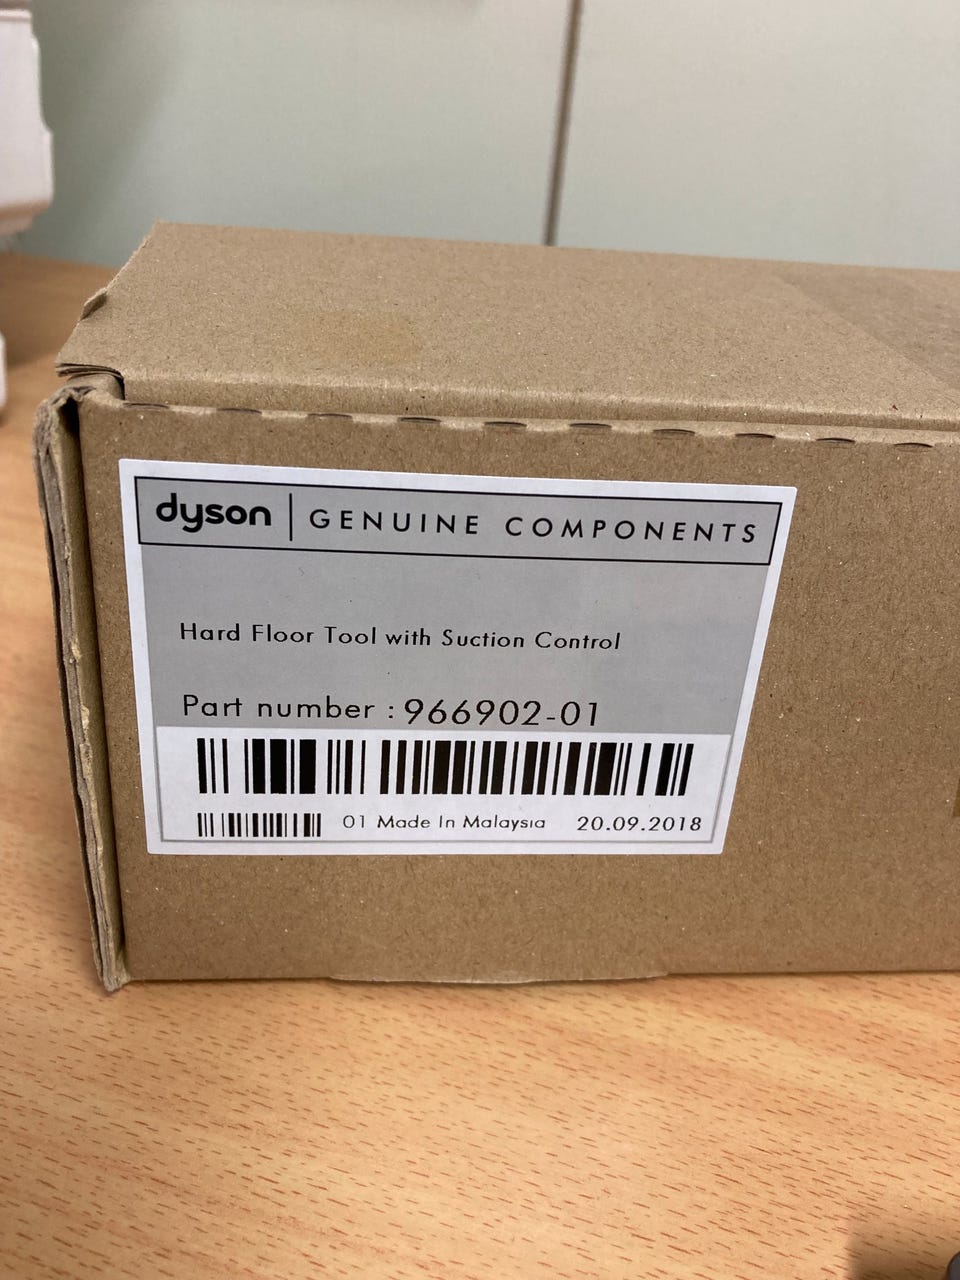 dyson | GENUINE COMPONENTS
Hard Floor Tool with Suction Control
Part number : 966902-01
01 Made In Malaysia 20.09.2018